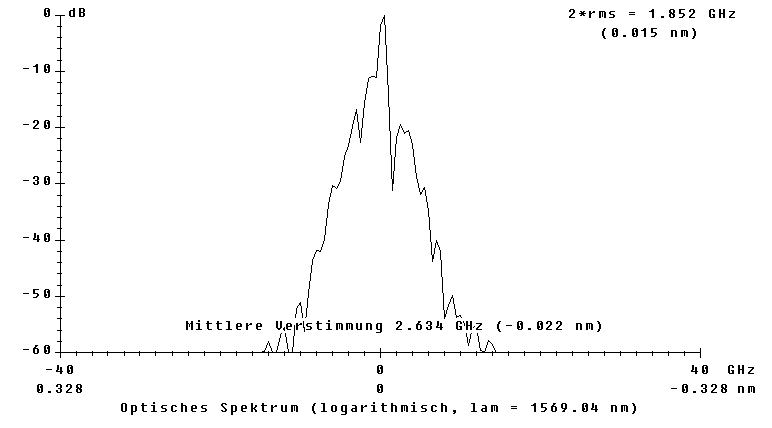 0 dB
2*rms = 1.852 GHz
(0.015 nm)
-10
-20
-30
-40
-50
Mittlere Verstimmung 2.634 GHz (-0.022 nm)
-60
-40 0 40 GHz
0.328 0 -0.328 nm
Optisches Spektrum (logarithmisch, lam = 1569.04 nm)